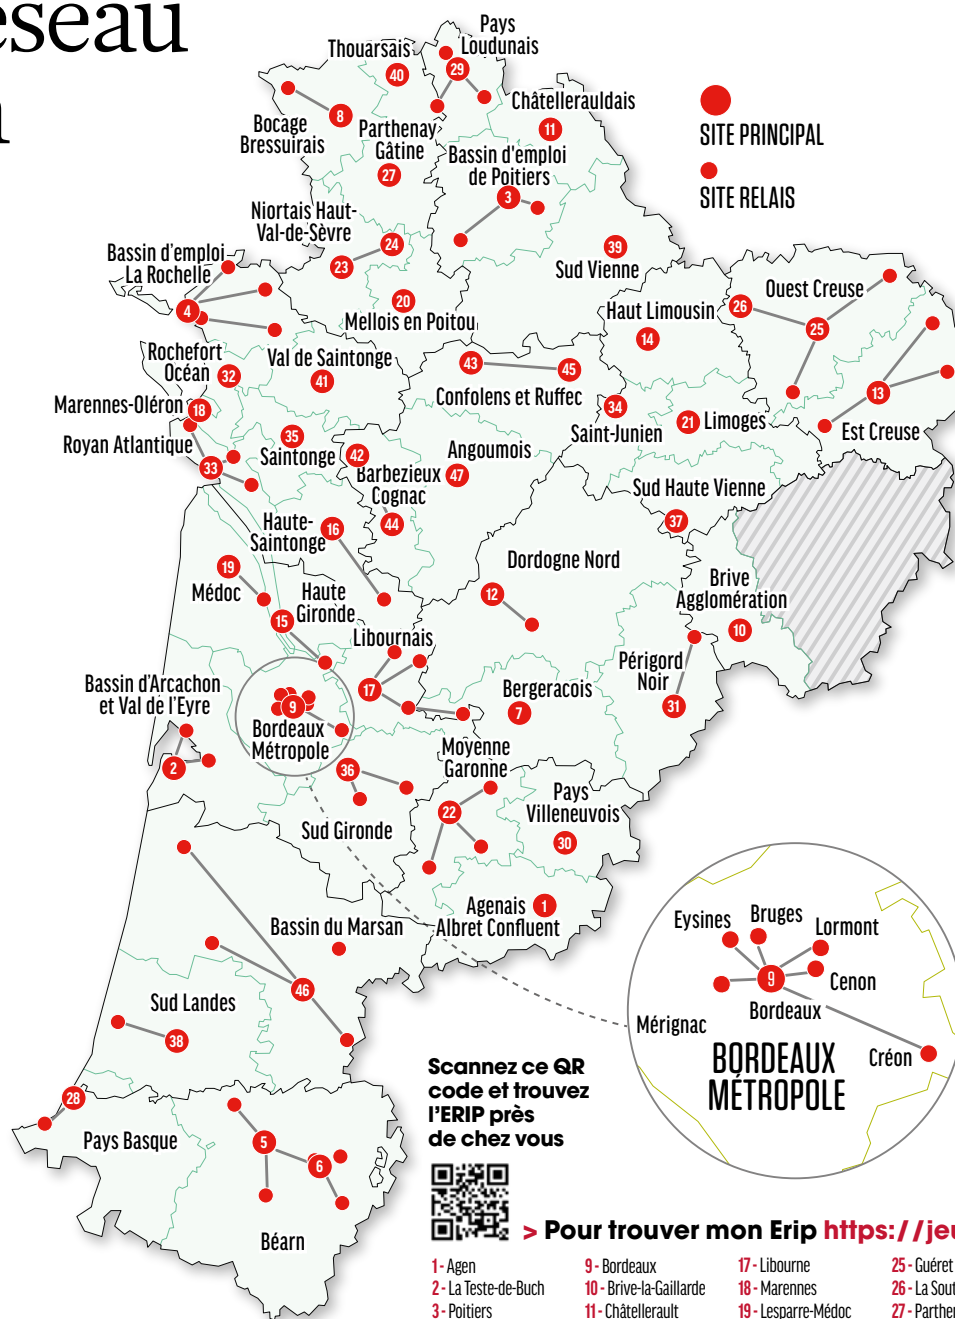 Thouarsais
40
Pays
Loudunais
29
Bocage
Bressuirais
8
Parthenay
Gâtine
27
Châtelleraudais
11
Bassin d'emploi
de Poitiers
3
SITE PRINCIPAL
SITE RELAIS
Niortais Haut-
Val-de-Sèvre
24
23
39
Sud Vienne
Bassin d'emploi
La Rochelle
4
20
Mellois en Poitou
Haut Limousin
14
Ouest Creuse
26
25
13
Est Creuse
Rochefort
Océan
32
Val de Saintonge
41
43
45
Confolens et Ruffec
34
Saint-Junien
21
Limoges
Marennes-Oléron
18
Royan Atlantique
33
35
Saintonge
42
Barbezieux
Cognac
44
Angoumois
47
Sud Haute Vienne
37
Haute-
Saintonge
16
Dordogne Nord
12
Brive
Agglomération
10
19
Médoc
Haute
Gironde
15
Libournais
17
Périgord
Noir
31
Bergeracois
7
Bassin d'Arcachon
et Val de l'Eyre
2
9
Bordeaux
Métropole
36
Sud Gironde
Moyenne
Garonne
22
Pays
Villeneuvois
30
Agenais
Albret Confluent
1
Bassin du Marsan
46
Sud Landes
38
28
Pays Basque
5
6
Béarn
Eysines
Bruges
Lormont
9
Cenon
Bordeaux
Mérignac
Créon
BORDEAUX
MÉTROPOLE
Scannez ce QR
code et trouvez
l'ERIP près
de chez vous
> Pour trouver mon Erip https://jeu
1 - Agen
2 - La Teste-de-Buch
3 - Poitiers
9 - Bordeaux
10 - Brive-la-Gaillarde
11 - Châtellerault
17 - Libourne
18 - Marennes
19 - Lesparre-Médoc
25 - Guéret
26 - La Sout
27 - Parthen